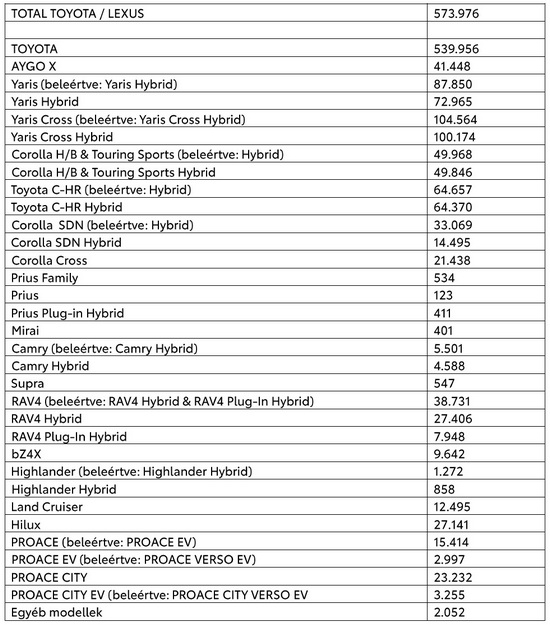 TOTAL TOYOTA / LEXUS 573.976
TOYOTA 539.956
AYGO X 41.448
Yaris (beleértve: Yaris Hybrid) 87.850
Yaris Hybrid 72.965
Yaris Cross (beleértve: Yaris Cross Hybrid) 104.564
Yaris Cross Hybrid 100.174
Corolla H/B & Touring Sports (beleértve: Hybrid) 49.968
Corolla H/B & Touring Sports Hybrid 49.846
Toyota C-HR (beleértve: Hybrid) 64.657
Toyota C-HR Hybrid 64.370
Corolla SDN (beleértve: Hybrid) 33.069
Corolla SDN Hybrid 14.495
Corolla Cross 21.438
Prius Family 534
Prius 123
Prius Plug-in Hybrid 411
Mirai 401
Camry (beleértve: Camry Hybrid) 5.501
Camry Hybrid 4.588
Supra 547
RAV4 (beleértve: RAV4 Hybrid & RAV4 Plug-In Hybrid) 38.731
RAV4 Hybrid 27.406
RAV4 Plug-In Hybrid 7.948
bZ4X 9.642
Highlander (beleértve: Highlander Hybrid) 1.272
Highlander Hybrid 858
Land Cruiser 12.495
Hilux 27.141
PROACE (beleértve: PROACE EV) 15.414
PROACE EV (beleértve: PROACE VERSO EV) 2.997
PROACE CITY 23.232
PROACE CITY EV (beleértve: PROACE CITY VERSO EV 3.255
Egyéb modellek 2.052